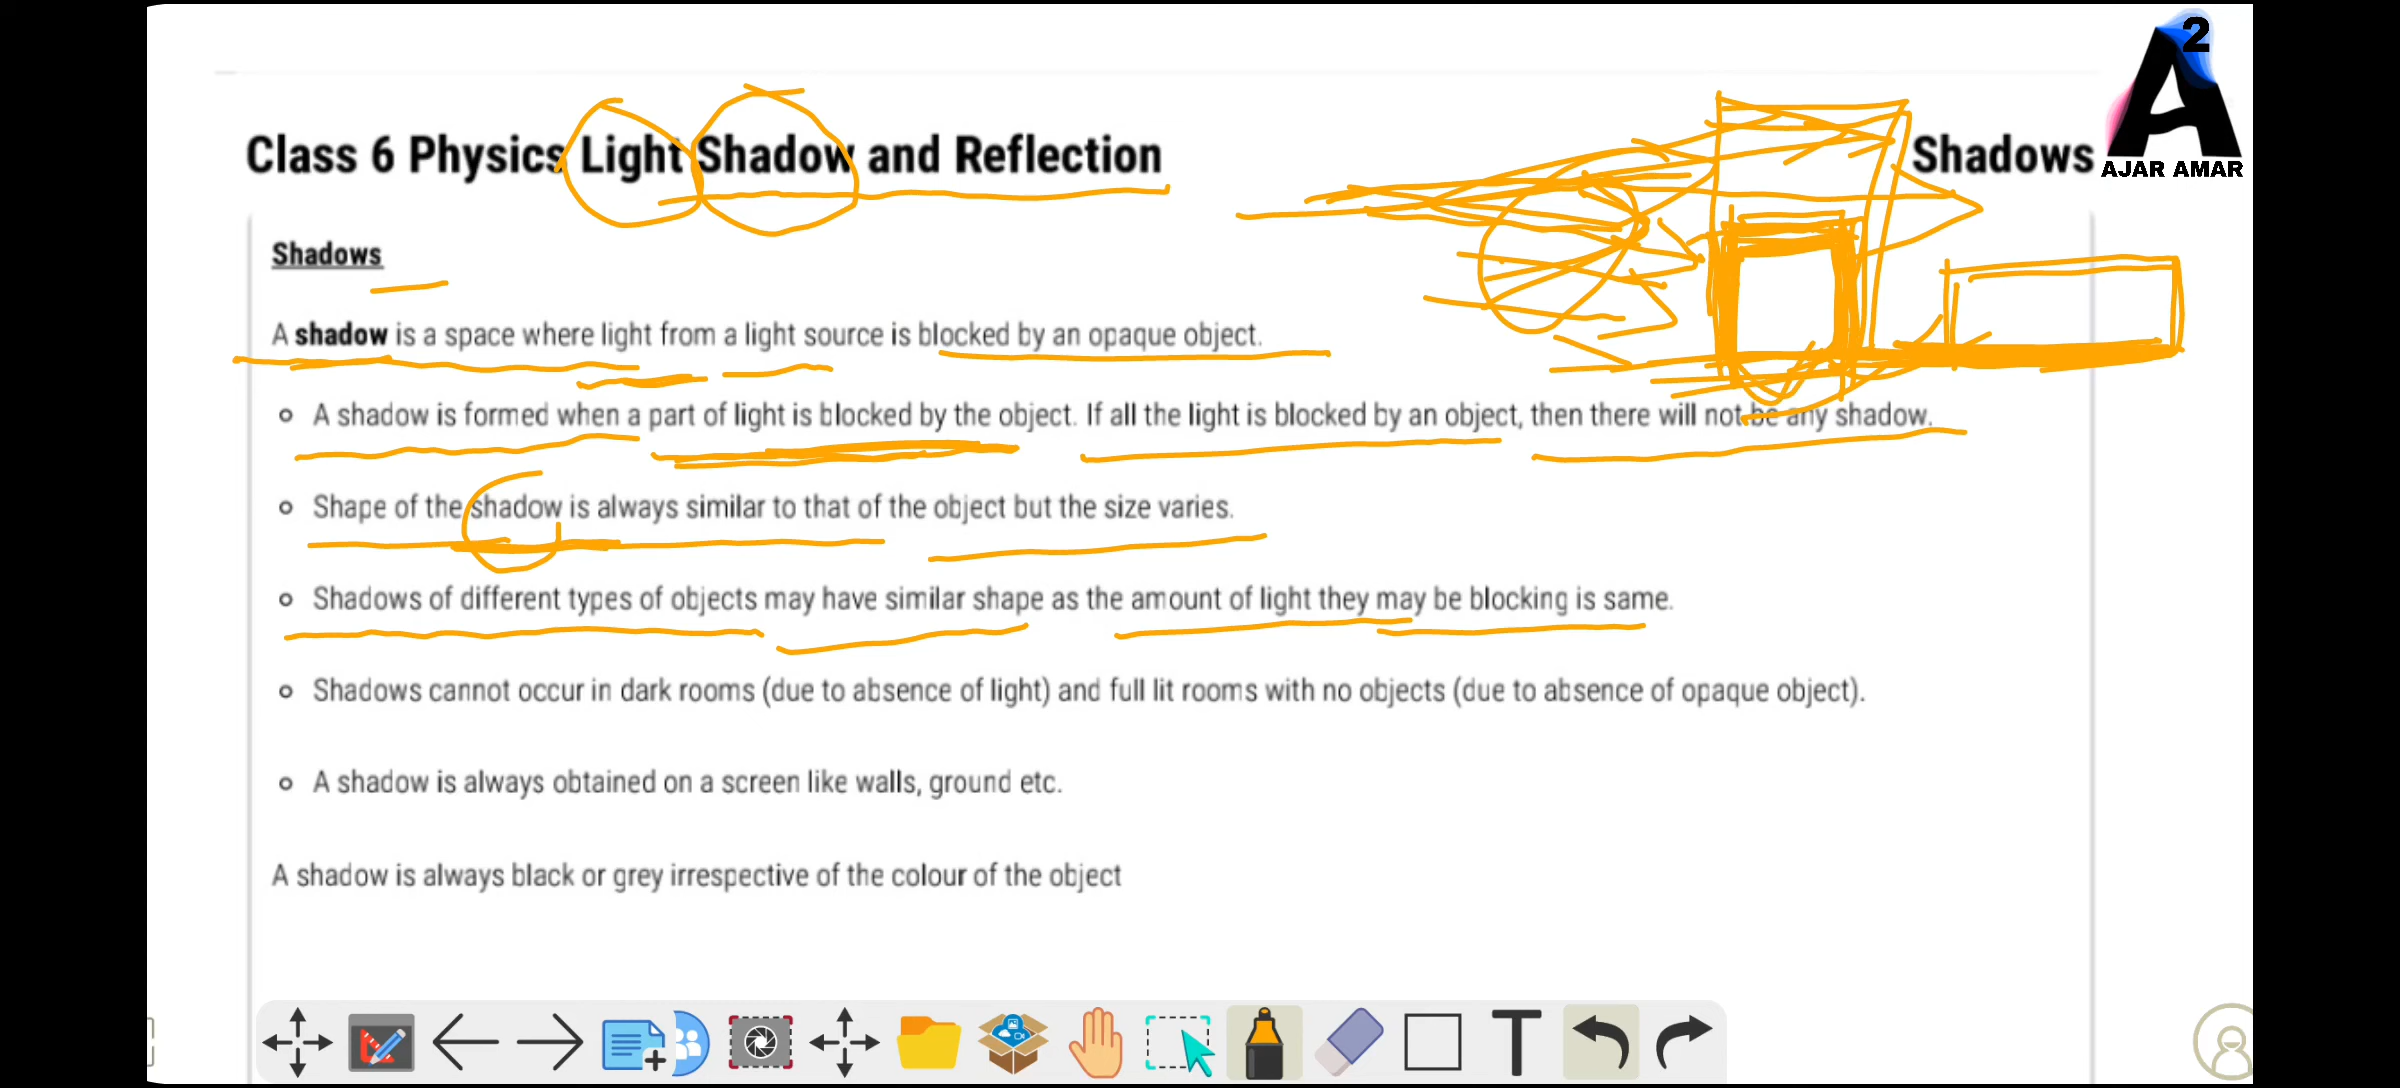 2
Class 6 Physics Light Shadow and Reflection
Shadows
AJAR AMAR
Shadows
A shadow is a space where light from a light source is blocked by an opaque object.
A shadow is formed when a part of light is blocked by the object. If all the light is blocked by an object, then there will not be any shadow.
Shape of the shadow is always similar to that of the object but the size varies.
Shadows of different types of objects may have similar shape as the amount of light they may be blocking is same.
Shadows cannot occur in dark rooms (due to absence of light) and full lit rooms with no objects (due to absence of opaque object).
A shadow is always obtained on a screen like walls, ground etc.
A shadow is always black or grey irrespective of the colour of the object